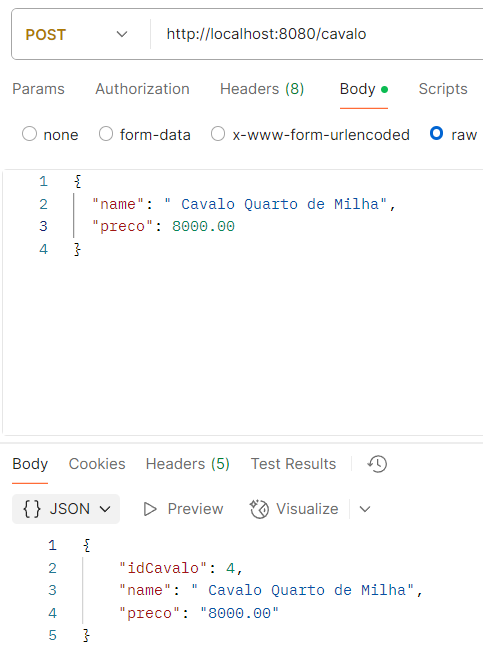 POST http://localhost:8080/cavalo
Params Authorization Headers (8) Body Scripts
none form-data x-www-form-urlencoded raw
1 {
2 "name": " Cavalo Quarto de Milha",
3 "preco": 8000.00
4 }
Body Cookies Headers (5) Test Results
{} JSON Preview Visualize
1 {
2 "idCavalo": 4,
3 "name": " Cavalo Quarto de Milha",
4 "preco": "8000.00"
5 }